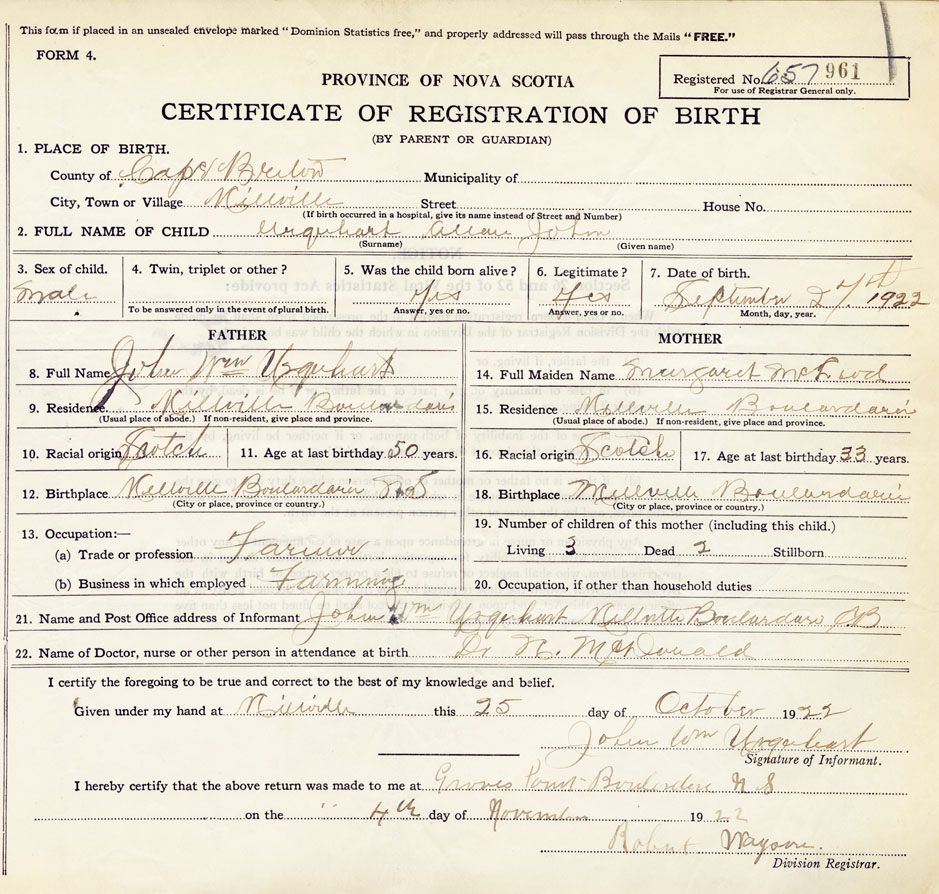 This form if placed in an unsealed envelope marked "Dominion Statistics free," and properly addressed will pass through the Mails "FREE."
FORM 4.
PROVINCE OF NOVA SCOTIA
Registered No. 657 961
For use of Registrar General only.
CERTIFICATE OF REGISTRATION OF BIRTH
(BY PARENT OR GUARDIAN)
1. PLACE OF BIRTH.
County of Cape Breton Municipality of
City, Town or Village Millville Street House No.
(If birth occurred in a hospital, give its name instead of Street and Number)
2. FULL NAME OF CHILD Urquhart Allan John
(Surname) (Given name)
3. Sex of child. 4. Twin, triplet or other? 5. Was the child born alive? 6. Legitimate? 7. Date of birth.
Male Yes Yes September 27th 1922
To be answered only in the event of plural birth. Answer, yes or no. Answer, yes or no. Month, day, year.
FATHER
8. Full Name John Wm Urquhart
9. Residence Millville Boulardarie
(Usual place of abode.) If non-resident, give place and province.
10. Racial origin Scotch 11. Age at last birthday 50 years.
12. Birthplace Millville Boulardarie
(City or place, province or country.)
13. Occupation:—
(a) Trade or profession Farmer
(b) Business in which employed Farming
MOTHER
14. Full Maiden Name Margaret McLeod
15. Residence Millville Boulardarie
(Usual place of abode.) If non-resident, give place and province.
16. Racial origin Scotch 17. Age at last birthday 33 years.
18. Birthplace Millville Boulardarie
(City or place, province or country.)
19. Number of children of this mother (including this child.)
Living 3 Dead 2 Stillborn
20. Occupation, if other than household duties
21. Name and Post Office address of Informant John Wm Urquhart Millville Boulardarie CB
22. Name of Doctor, nurse or other person in attendance at birth Dr N. McDonald
I certify the foregoing to be true and correct to the best of my knowledge and belief.
Given under my hand at Millville this 25 day of October 1922
John Wm Urquhart
Signature of Informant.
I hereby certify that the above return was made to me at Groves Point Boulardarie N S
on the " 4th day of November 1922
Robert Wayson.
Division Registrar.